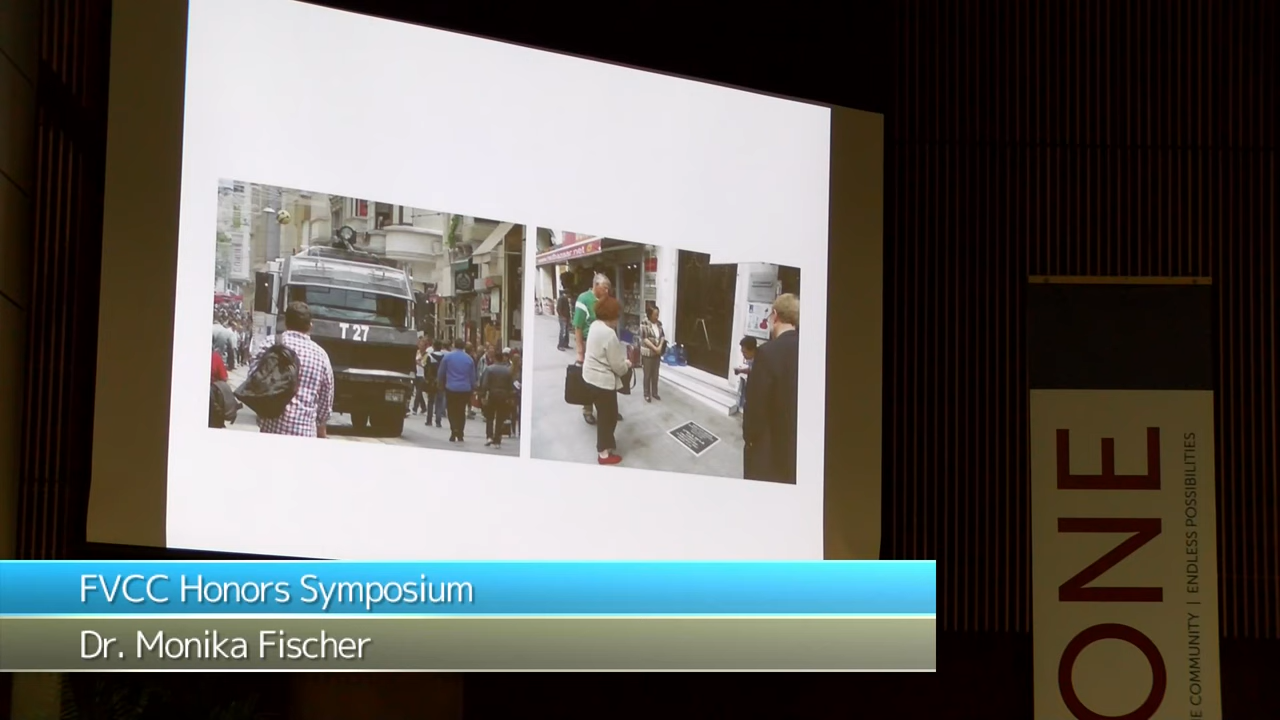 T 27
FVCC Honors Symposium
Dr. Monika Fischer
ONE
E COMMUNITY | ENDLESS POSSIBILITIES